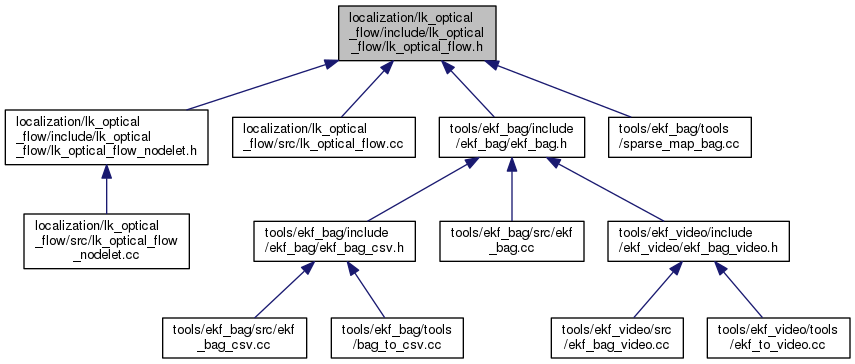 localization/lk_optical
_flow/include/lk_optical
_flow/lk_optical_flow.h
localization/lk_optical
_flow/include/lk_optical
_flow/lk_optical_flow_nodelet.h
localization/lk_optical
_flow/src/lk_optical_flow.cc
tools/ekf_bag/include
/ekf_bag/ekf_bag.h
tools/ekf_bag/tools
/sparse_map_bag.cc
localization/lk_optical
_flow/src/lk_optical_flow
_nodelet.cc
tools/ekf_bag/include
/ekf_bag/ekf_bag_csv.h
tools/ekf_bag/src/ekf
_bag.cc
tools/ekf_video/include
/ekf_video/ekf_bag_video.h
tools/ekf_bag/src/ekf
_bag_csv.cc
tools/ekf_bag/tools
/bag_to_csv.cc
tools/ekf_video/src
/ekf_bag_video.cc
tools/ekf_video/tools
/ekf_to_video.cc